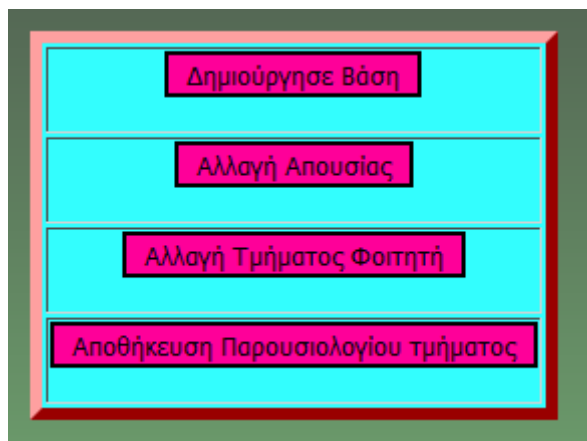 Δημιούργησε Βάση
Αλλαγή Απουσίας
Αλλαγή Τμήματος Φοιτητή
Αποθήκευση Παρουσιολογίου τμήματος